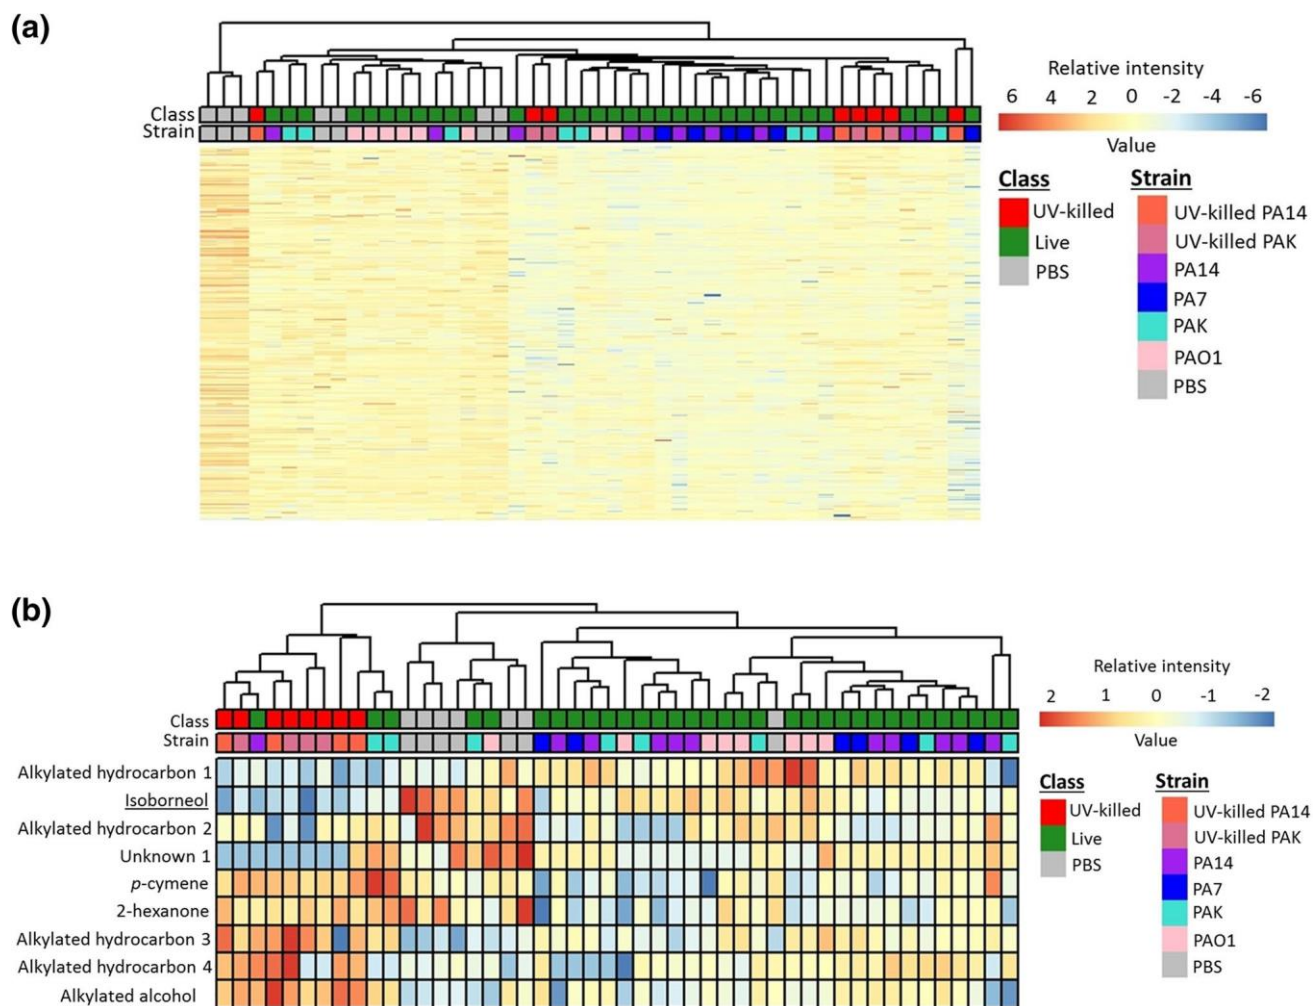 (a)
Class
Strain
Relative intensity
6 4 2 0 -2 -4 -6
Value
Class
UV-killed
Live
PBS
Strain
UV-killed PA14
UV-killed PAK
PA14
PA7
PAK
PAO1
PBS
(b)
Class
Strain
Alkylated hydrocarbon 1
Isoborneol
Alkylated hydrocarbon 2
Unknown 1
p-cymene
2-hexanone
Alkylated hydrocarbon 3
Alkylated hydrocarbon 4
Alkylated alcohol
Relative intensity
2 1 0 -1 -2
Value
Class
UV-killed
Live
PBS
Strain
UV-killed PA14
UV-killed PAK
PA14
PA7
PAK
PAO1
PBS